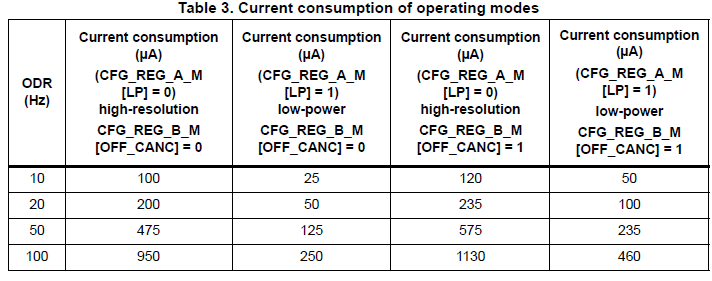 Table 3. Current consumption of operating modes
ODR
(Hz)
Current consumption
(µA)
(CFG_REG_A_M
[LP] = 0)
high-resolution
CFG_REG_B_M
[OFF_CANC] = 0
Current consumption
(µA)
(CFG_REG_A_M
[LP] = 1)
low-power
CFG_REG_B_M
[OFF_CANC] = 0
Current consumption
(µA)
(CFG_REG_A_M
[LP] = 0)
high-resolution
CFG_REG_B_M
[OFF_CANC] = 1
Current consumption
(µA)
(CFG_REG_A_M
[LP] = 1)
low-power
CFG_REG_B_M
[OFF_CANC] = 1
10 100 25 120 50
20 200 50 235 100
50 475 125 575 235
100 950 250 1130 460